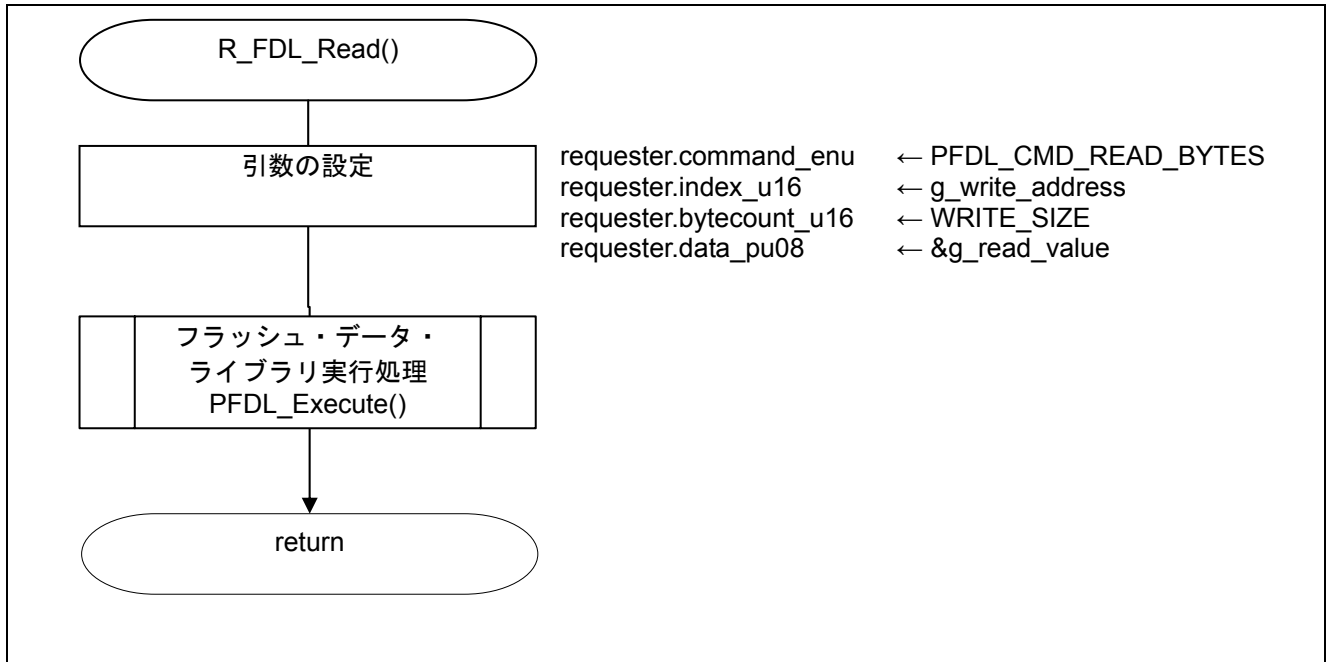 R_FDL_Read()
引数の設定
requester.command_enu ← PFDL_CMD_READ_BYTES
requester.index_u16 ← g_write_address
requester.bytecount_u16 ← WRITE_SIZE
requester.data_pu08 ← &g_read_value
フラッシュ・データ・
ライブラリ実行処理
PFDL_Execute()
return